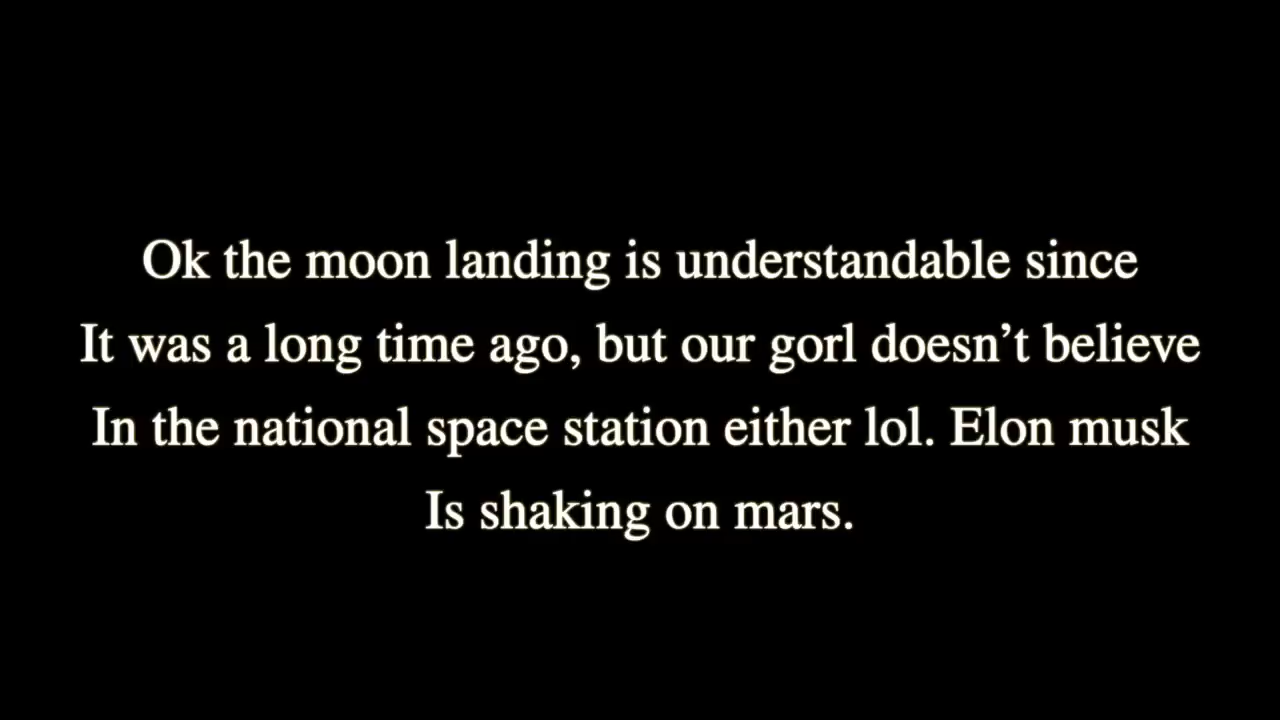 Ok the moon landing is understandable since
It was a long time ago, but our gorl doesn’t believe
In the national space station either lol. Elon musk
Is shaking on mars.